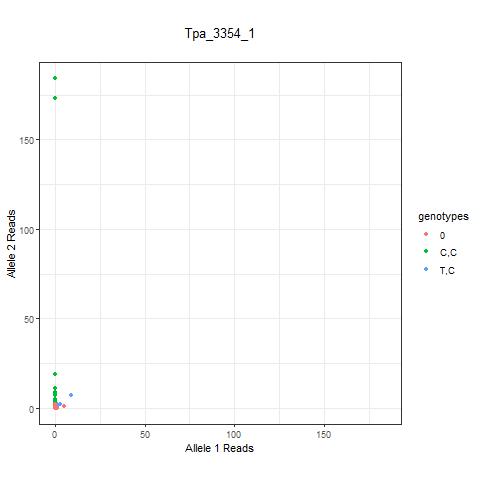 Tpa_3354_1
Allele 2 Reads
150
100
50
0
0 50 100 150
Allele 1 Reads
genotypes
0
C,C
T,C